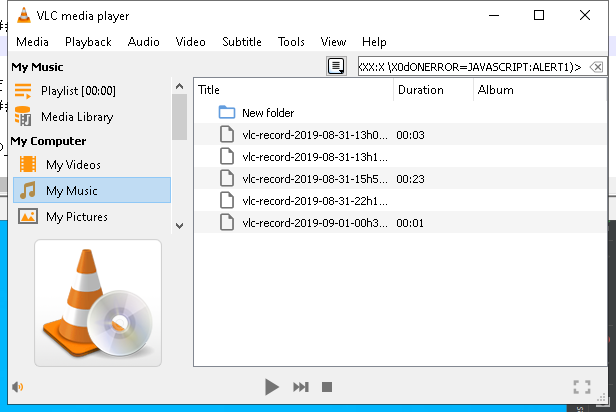 VLC media player
Media Playback Audio Video Subtitle Tools View Help
My Music
XXX:X \X0dONERROR=JAVASCRIPT:ALERT1)>
Playlist [00:00]
Media Library
My Computer
My Videos
My Music
My Pictures
Title Duration Album
New folder
vlc-record-2019-08-31-13h0... 00:03
vlc-record-2019-08-31-13h1...
vlc-record-2019-08-31-15h5... 00:23
vlc-record-2019-08-31-22h1...
vlc-record-2019-09-01-00h3... 00:01